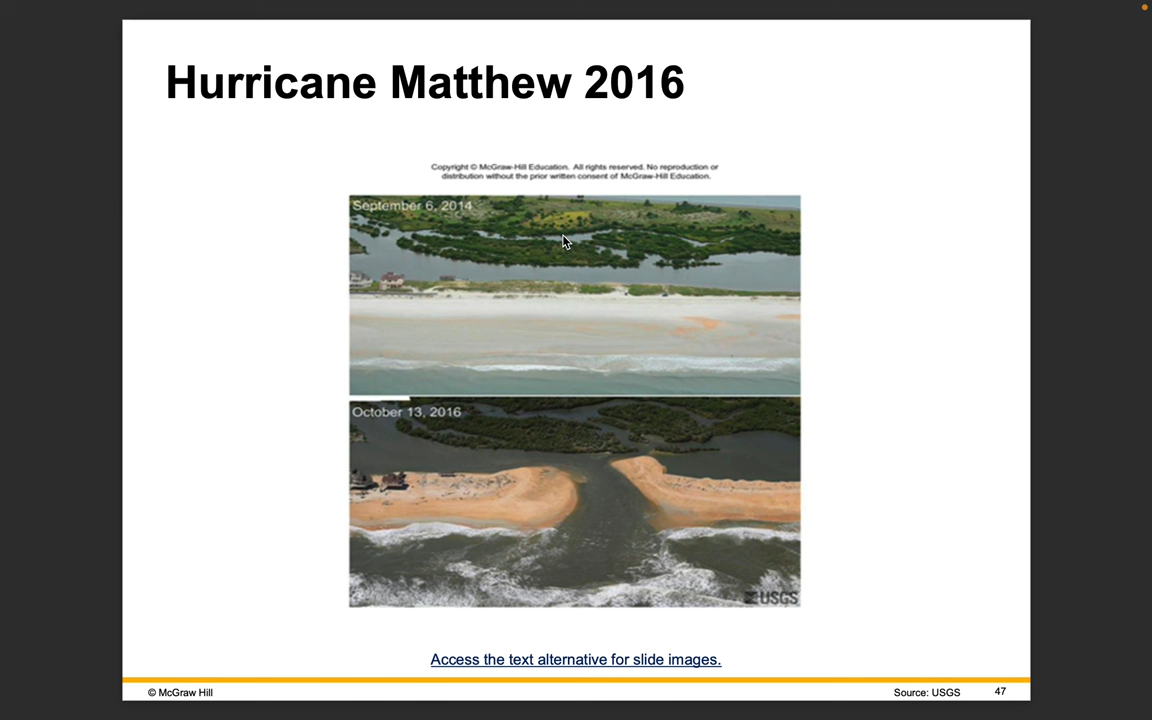 Hurricane Matthew 2016
Copyright © McGraw-Hill Education. All rights reserved. No reproduction or
distribution without the prior written consent of McGraw-Hill Education.
September 6, 2014
October 13, 2016
USGS
Access the text alternative for slide images.
© McGraw Hill
Source: USGS
47